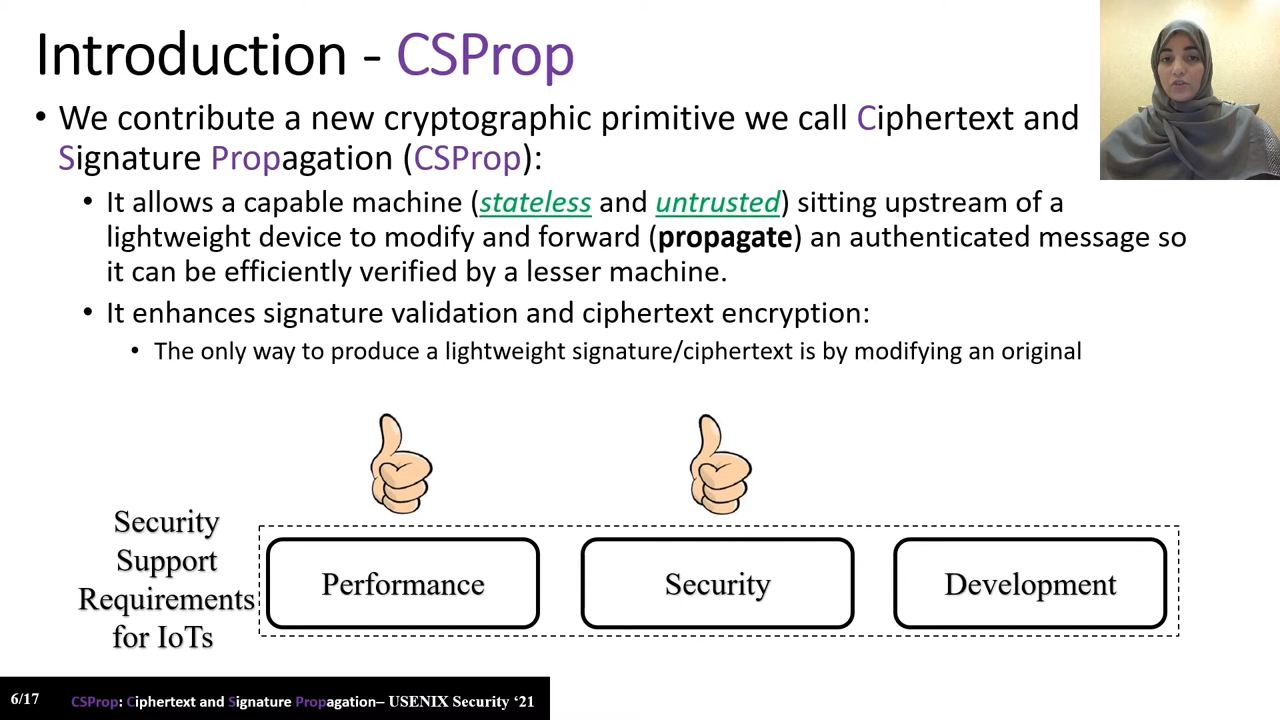 Introduction - CSProp
• We contribute a new cryptographic primitive we call Ciphertext and
Signature Propagation (CSProp):
• It allows a capable machine (stateless and untrusted) sitting upstream of a
lightweight device to modify and forward (propagate) an authenticated message so
it can be efficiently verified by a lesser machine.
• It enhances signature validation and ciphertext encryption:
• The only way to produce a lightweight signature/ciphertext is by modifying an original
Security
Support
Requirements
for IoTs
Performance
Security
Development
6/17
CSProp: Ciphertext and Signature Propagation– USENIX Security ‘21